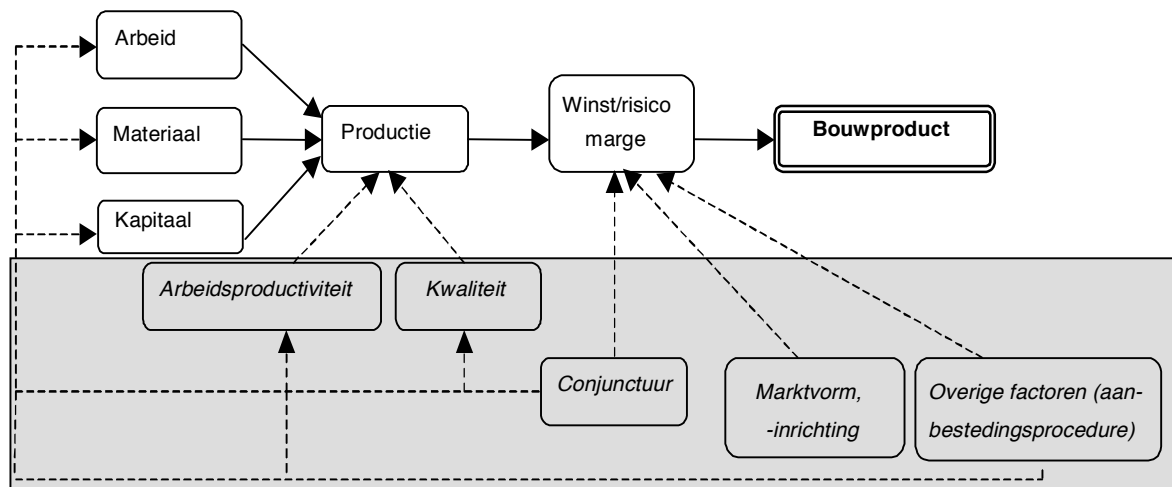 Arbeid
Materiaal
Kapitaal
Productie
Winst/risico
marge
Bouwproduct
Arbeidsproductiviteit
Kwaliteit
Conjunctuur
Marktvorm,
-inrichting
Overige factoren (aan-
bestedingsprocedure)